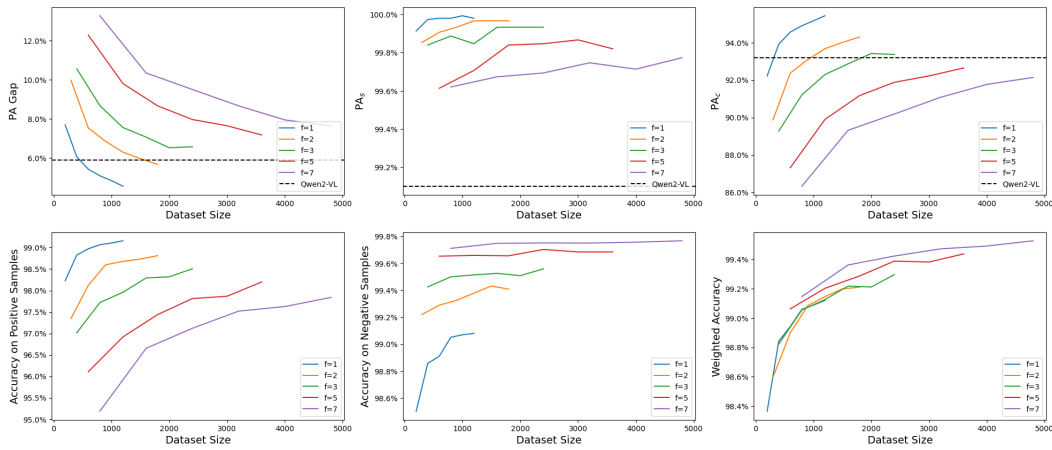 PA Gap
12.0%
10.0%
8.0%
6.0%
0
1000
2000
3000
4000
5000
Dataset Size
f=1
f=2
f=3
f=5
f=7
Qwen2-VL
PAs
100.0%
99.8%
99.6%
99.4%
99.2%
0
1000
2000
3000
4000
5000
Dataset Size
f=1
f=2
f=3
f=5
f=7
Qwen2-VL
PAc
94.0%
92.0%
90.0%
88.0%
86.0%
0
1000
2000
3000
4000
5000
Dataset Size
f=1
f=2
f=3
f=5
f=7
Qwen2-VL
Accuracy on Positive Samples
99.0%
98.5%
98.0%
97.5%
97.0%
96.5%
96.0%
95.5%
95.0%
0
1000
2000
3000
4000
5000
Dataset Size
f=1
f=2
f=3
f=5
f=7
Accuracy on Negative Samples
99.8%
99.6%
99.4%
99.2%
99.0%
98.8%
98.6%
0
1000
2000
3000
4000
5000
Dataset Size
f=1
f=2
f=3
f=5
f=7
Weighted Accuracy
99.4%
99.2%
99.0%
98.8%
98.6%
98.4%
0
1000
2000
3000
4000
5000
Dataset Size
f=1
f=2
f=3
f=5
f=7